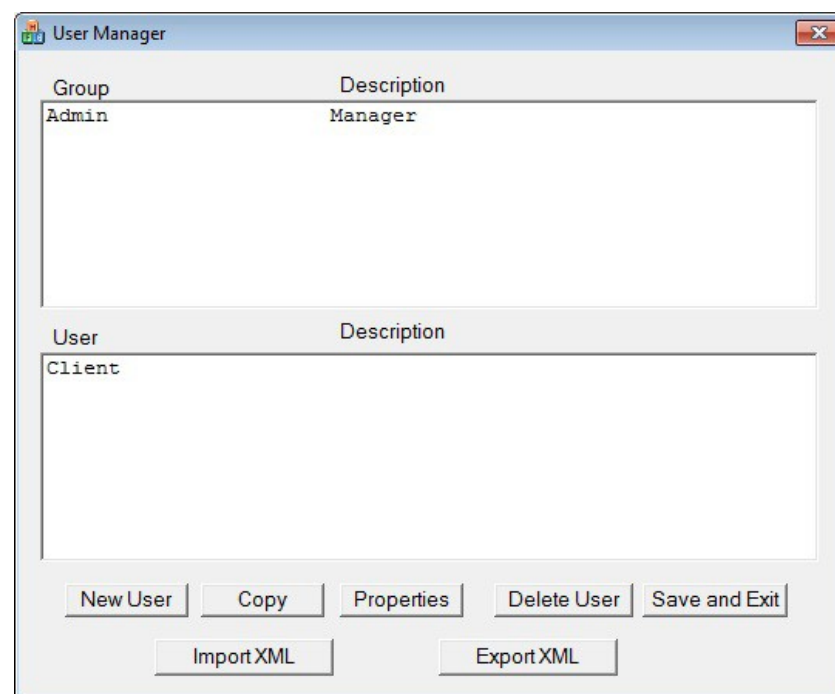 User Manager
Group Description
Admin Manager
User Description
Client
New User Copy Properties Delete User Save and Exit
Import XML Export XML